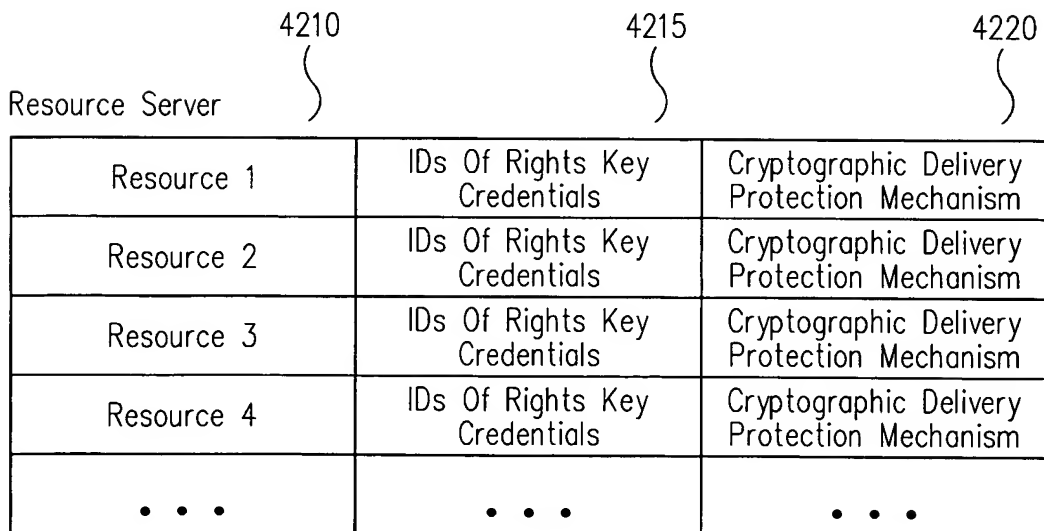 4210 4215 4220
Resource Server
Resource 1 IDs Of Rights Key Credentials Cryptographic Delivery Protection Mechanism
Resource 2 IDs Of Rights Key Credentials Cryptographic Delivery Protection Mechanism
Resource 3 IDs Of Rights Key Credentials Cryptographic Delivery Protection Mechanism
Resource 4 IDs Of Rights Key Credentials Cryptographic Delivery Protection Mechanism
• • • • • • • • •